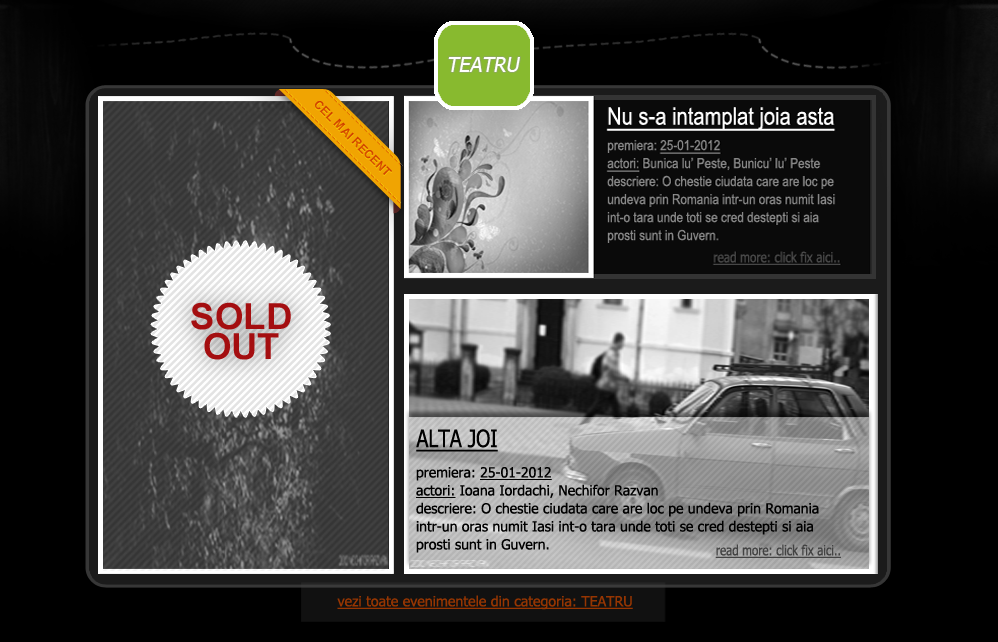 TEATRU
CEL MAI RECENT
SOLD
OUT
Nu s-a intamplat joia asta
premiera: 25-01-2012
actori: Bunica lu' Peste, Bunicu' lu' Peste
descriere: O chestie ciudata care are loc pe
undeva prin Romania intr-un oras numit Iasi
int-o tara unde toti se cred destepti si aia
prosti sunt in Guvern.
read more: click fix aici..
ALTA JOI
premiera: 25-01-2012
actori: Ioana Iordachi, Nechifor Razvan
descriere: O chestie ciudata care are loc pe undeva prin Romania
intr-un oras numit Iasi int-o tara unde toti se cred destepti si aia
prosti sunt in Guvern.
read more: click fix aici..
vezi toate evenimentele din categoria: TEATRU